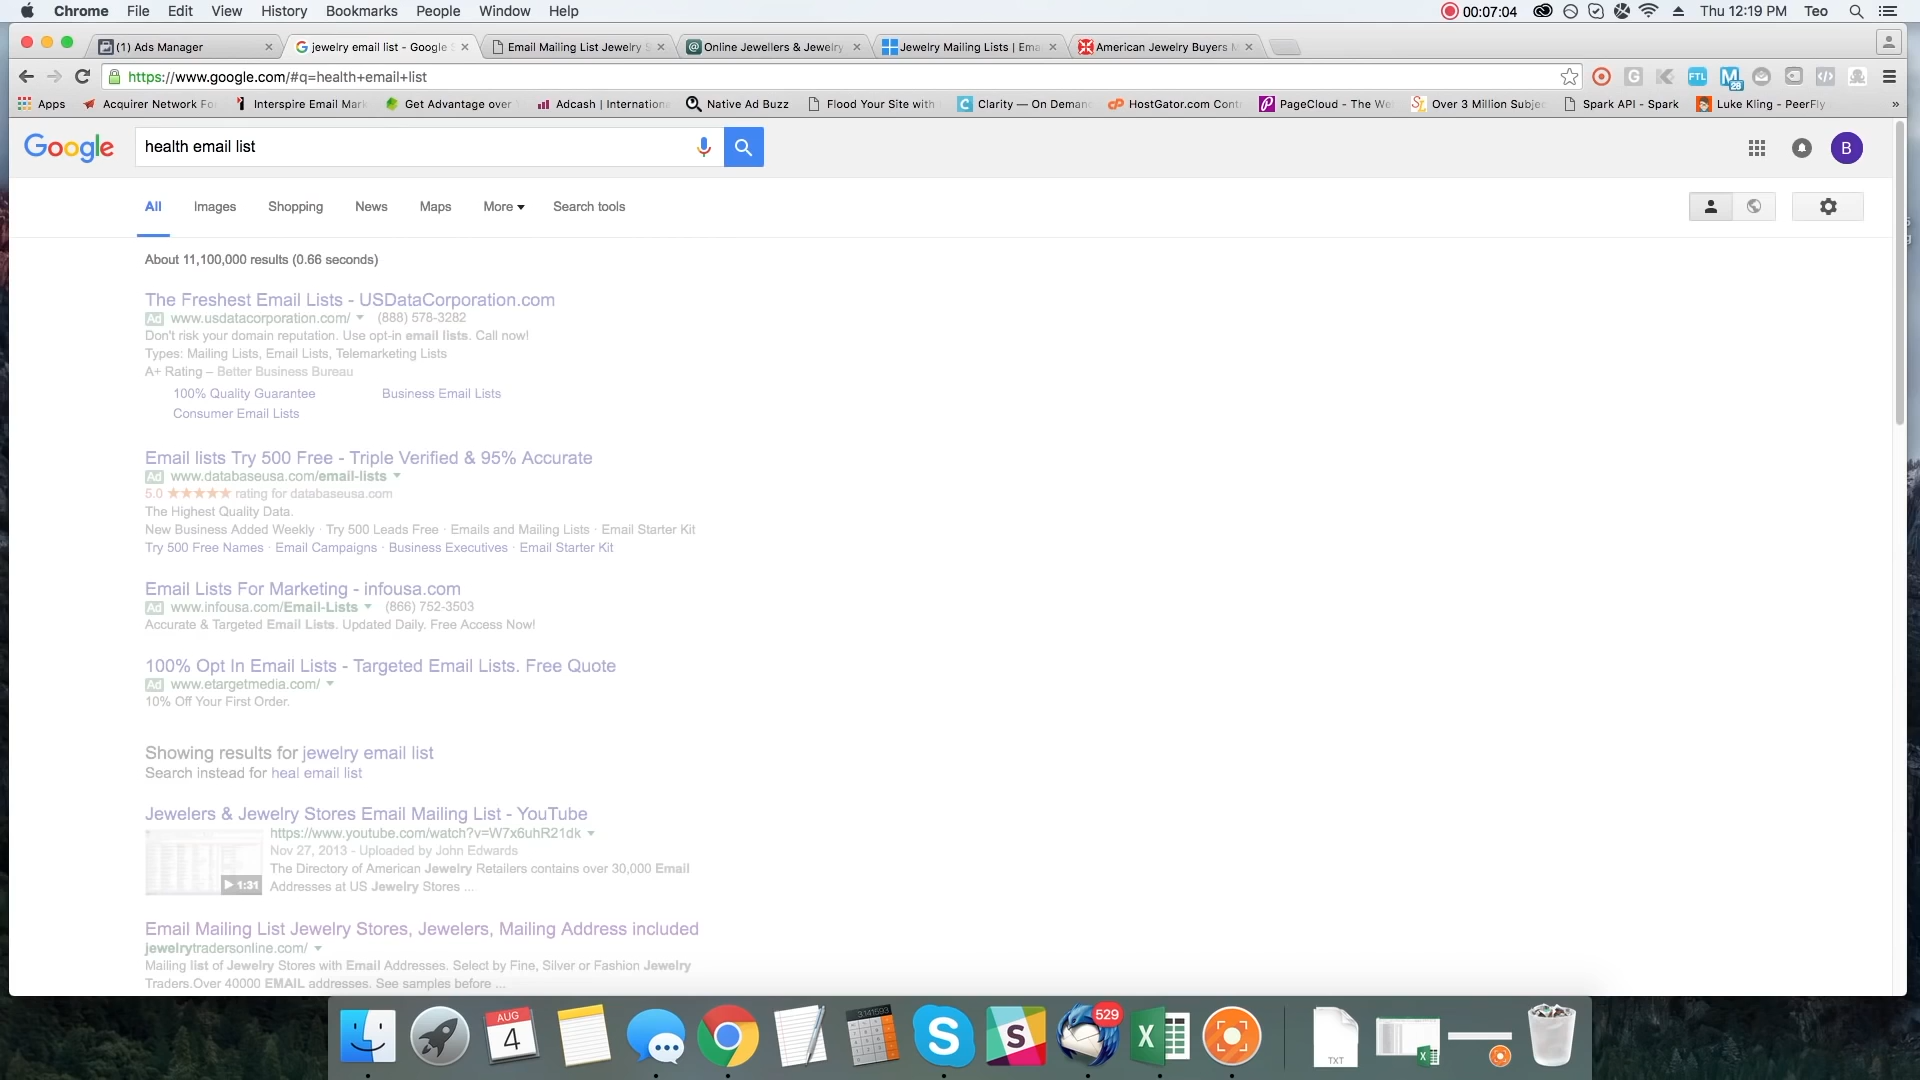 Chrome File Edit View History Bookmarks People Window Help 00:07:04 Thu 12:19 PM Teo
(1) Ads Manager jewelry email list - Google Email Mailing List Jewelry Online Jewellers & Jewelry Jewelry Mailing Lists | Ema American Jewelry Buyers
https://www.google.com/#q=health+email+list
Apps Acquirer Network Interspire Email Mark Get Advantage over Adcash | Internationa Native Ad Buzz Flood Your Site with Clarity — On Deman HostGator.com Cont PageCloud - The We Over 3 Million Subje Spark API - Spark Luke Kling - PeerFly »
Google health email list B
All Images Shopping News Maps More Search tools
About 11,100,000 results (0.66 seconds)
The Freshest Email Lists - USDataCorporation.com
Ad www.usdatacorporation.com/ (888) 578-3282
Don't risk your domain reputation. Use opt-in email lists. Call now!
Types: Mailing Lists, Email Lists, Telemarketing Lists
A+ Rating – Better Business Bureau
100% Quality Guarantee Business Email Lists
Consumer Email Lists
Email lists Try 500 Free - Triple Verified & 95% Accurate
Ad www.databaseusa.com/email-lists
5.0 ★★★★★ rating for databaseusa.com
The Highest Quality Data.
New Business Added Weekly · Try 500 Leads Free · Emails and Mailing Lists · Email Starter Kit
Try 500 Free Names · Email Campaigns · Business Executives · Email Starter Kit
Email Lists For Marketing - infousa.com
Ad www.infousa.com/Email-Lists (866) 752-3503
Accurate & Targeted Email Lists. Updated Daily. Free Access Now!
100% Opt In Email Lists - Targeted Email Lists. Free Quote
Ad www.etargetmedia.com/
10% Off Your First Order.
Showing results for jewelry email list
Search instead for heal email list
Jewelers & Jewelry Stores Email Mailing List - YouTube
https://www.youtube.com/watch?v=W7x6uhR21dk
Nov 27, 2013 - Uploaded by John Edwards
The Directory of American Jewelry Retailers contains over 30,000 Email
1:31 Addresses at US Jewelry Stores ...
Email Mailing List Jewelry Stores, Jewelers, Mailing Address included
jewelrytradersonline.com/
Mailing list of Jewelry Stores with Email Addresses. Select by Fine, Silver or Fashion Jewelry
Traders.Over 40000 EMAIL addresses. See samples before ...
AUG 4 529 TXT